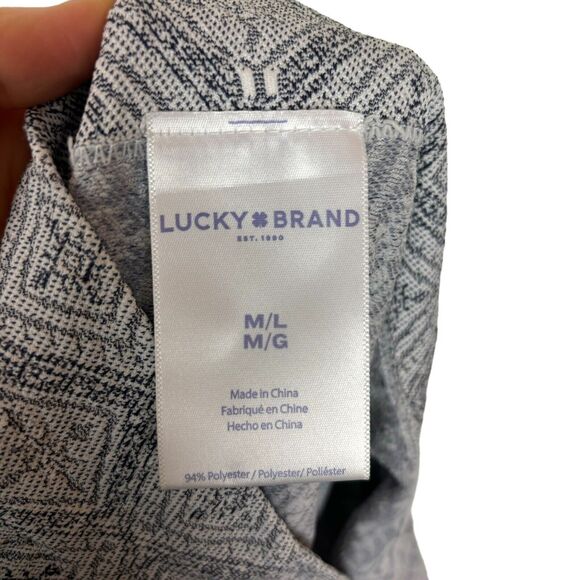 LUCKY BRAND
EST. 1990
M/L
M/G
Made in China
Fabriqué en Chine
Hecho en China
94% Polyester / Polyester/ Poliéster